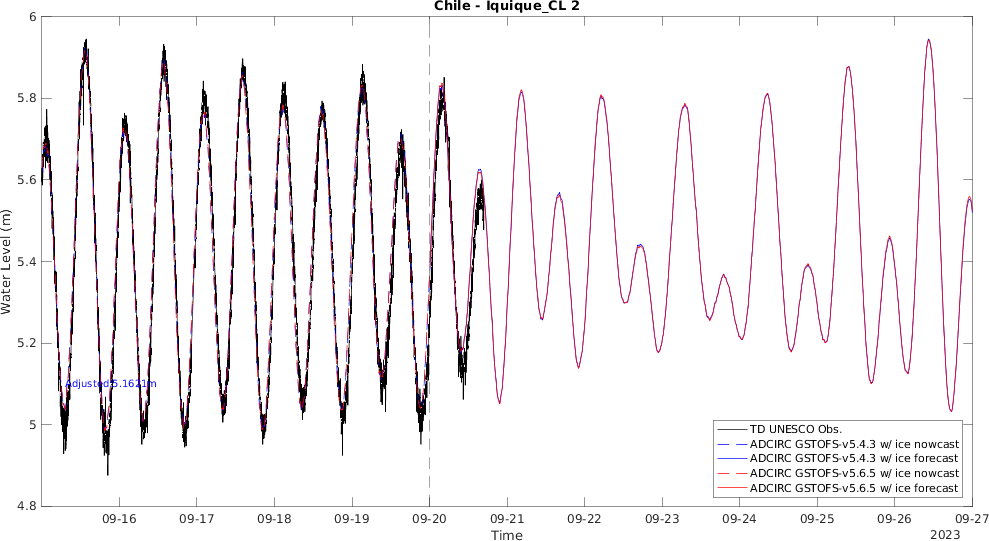 Chile - Iquique_CL 2
6
5.8
5.6
5.4
5.2
5
4.8
Water Level (m)
Adjusted:5.1621m
TD UNESCO Obs.
ADCIRC GSTOFS-v5.4.3 w/ ice nowcast
ADCIRC GSTOFS-v5.4.3 w/ ice forecast
ADCIRC GSTOFS-v5.6.5 w/ ice nowcast
ADCIRC GSTOFS-v5.6.5 w/ ice forecast
09-16 09-17 09-18 09-19 09-20 09-21 09-22 09-23 09-24 09-25 09-26 09-27
Time
2023